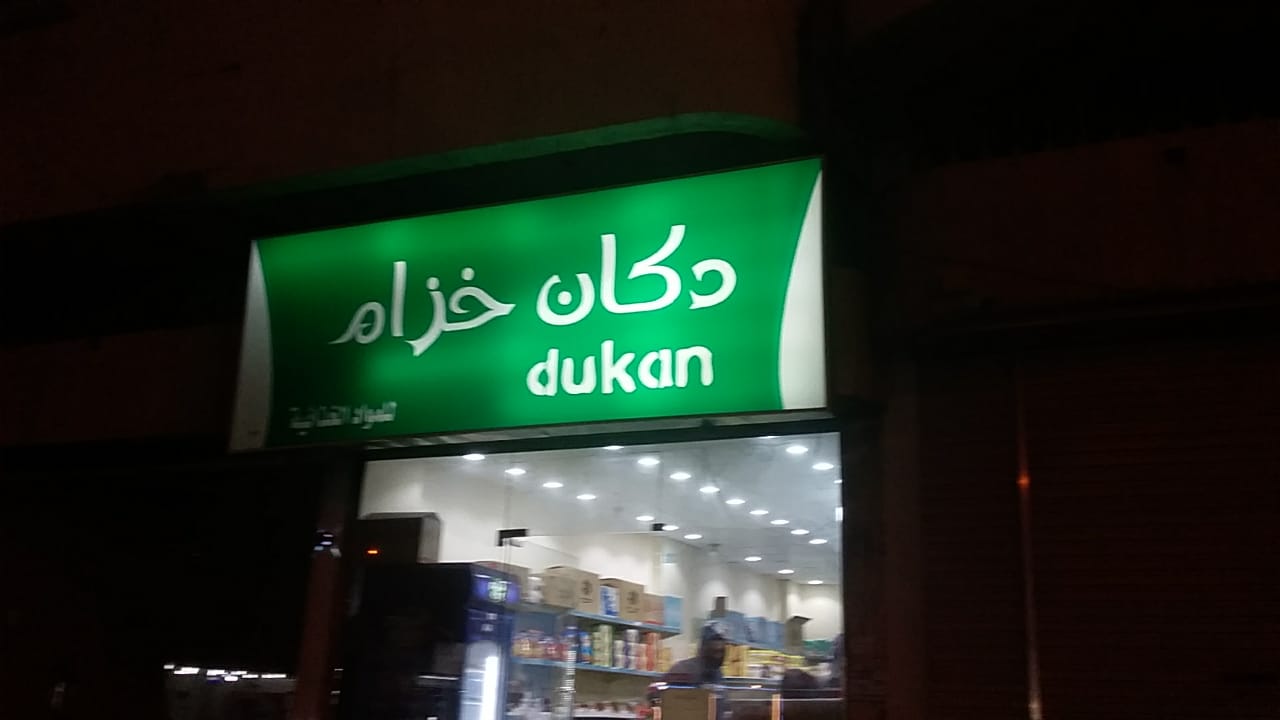 دكان خزام
dukan
للمواد الغذائية